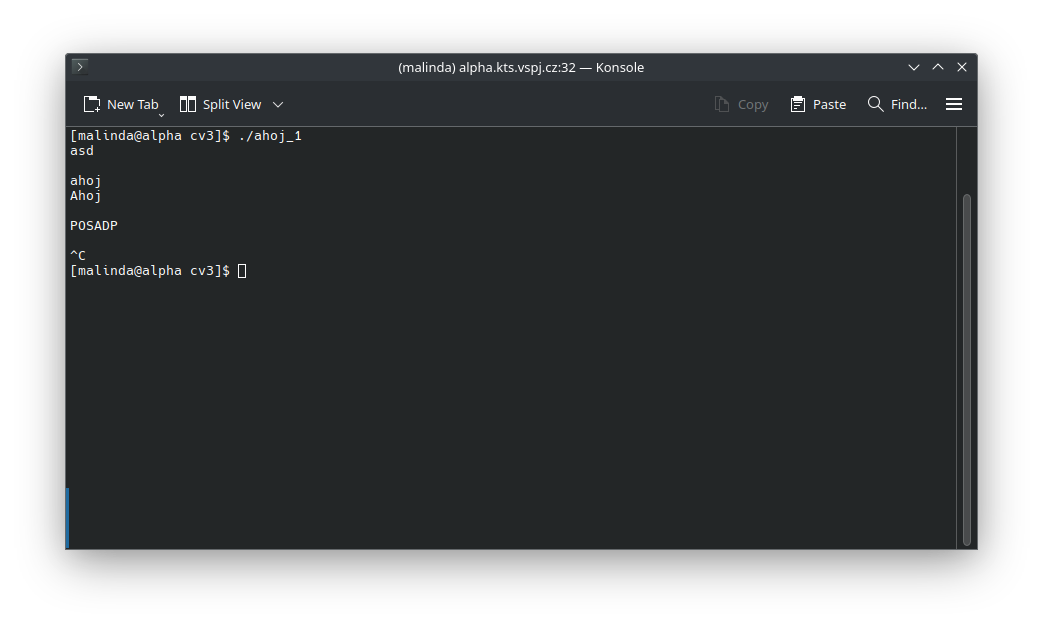 (malinda) alpha.kts.vspj.cz:32 — Konsole
New Tab Split View Copy Paste Find...
[malinda@alpha cv3]$ ./ahoj_1
asd
ahoj
Ahoj
POSADP
^C
[malinda@alpha cv3]$